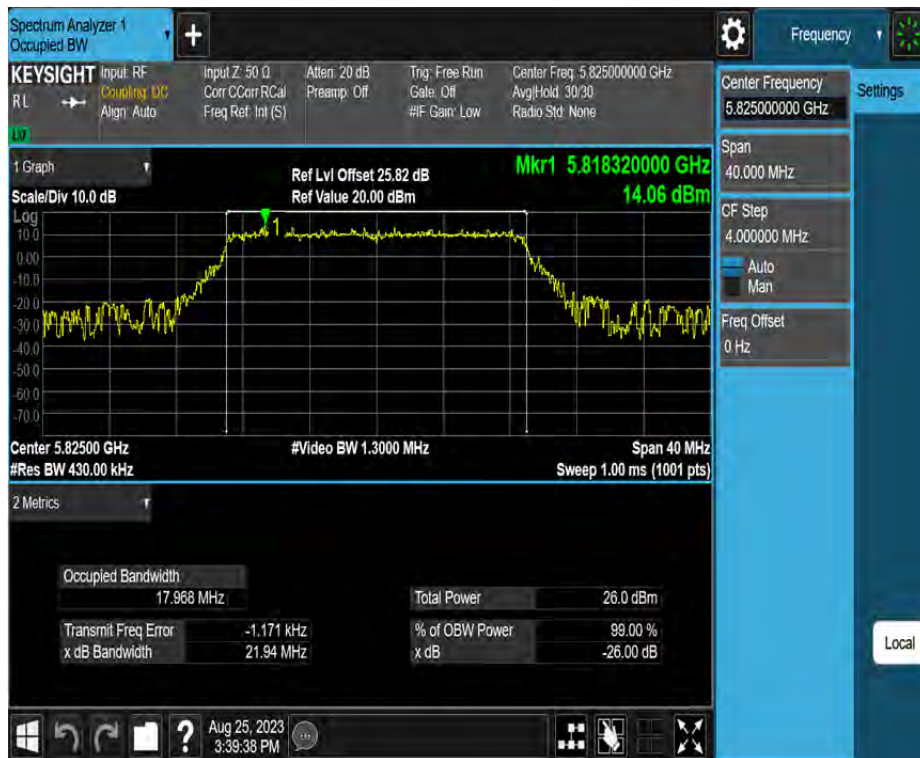 Spectrum Analyzer 1
Occupied BW
Frequency
KEYSIGHT
RL
Input: RF
Coupling: DC
Align: Auto
Input Z: 50 Ω
Corr CCorr RCal
Freq Ref: Int (S)
Atten: 20 dB
Preamp: Off
Trig: Free Run
Gate: Off
#IF Gain: Low
Center Freq: 5.825000000 GHz
Avg|Hold: 30/30
Radio Std: None
Center Frequency
5.825000000 GHz
Settings
Span
40.000 MHz
CF Step
4.000000 MHz
Auto
Man
Freq Offset
0 Hz
1 Graph
Scale/Div 10.0 dB
Ref Lvl Offset 25.82 dB
Ref Value 20.00 dBm
Mkr1 5.818320000 GHz
14.06 dBm
Log
10.0
0.00
-10.0
-20.0
-30.0
-40.0
-50.0
-60.0
-70.0
1
Center 5.82500 GHz
#Video BW 1.3000 MHz
Span 40 MHz
#Res BW 430.00 kHz
Sweep 1.00 ms (1001 pts)
2 Metrics
Occupied Bandwidth
17.968 MHz
Total Power 26.0 dBm
Transmit Freq Error -1.171 kHz
% of OBW Power 99.00 %
x dB Bandwidth 21.94 MHz
x dB -26.00 dB
Local
?
Aug 25, 2023
3:39:38 PM